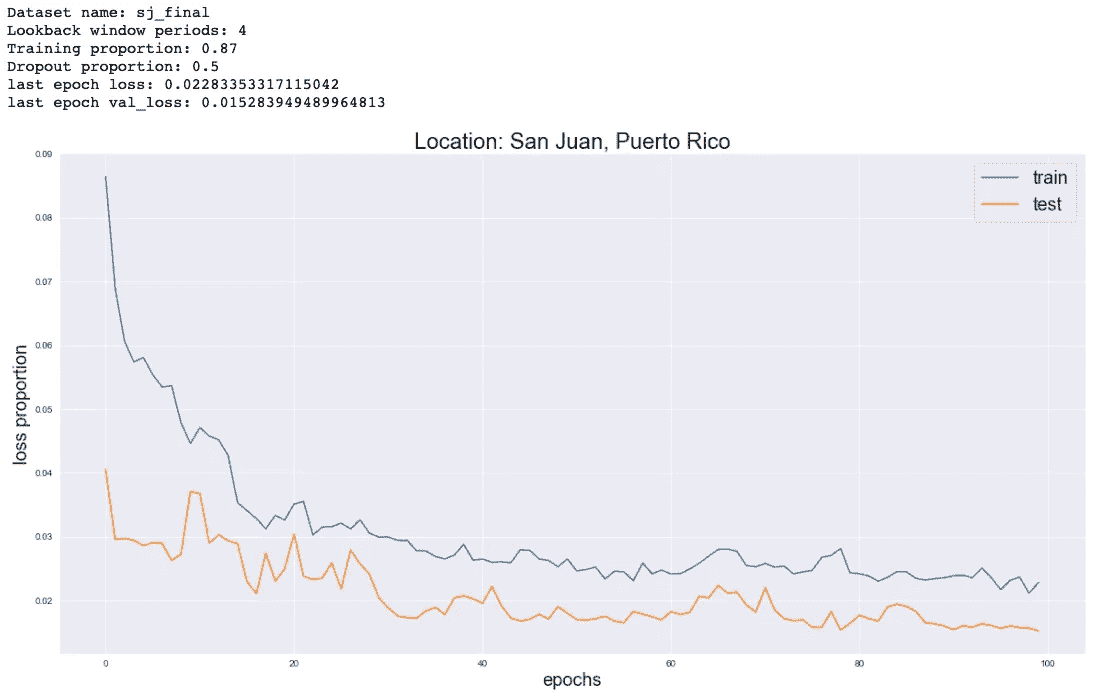 Dataset name: sj_final
Lookback window periods: 4
Training proportion: 0.87
Dropout proportion: 0.5
last epoch loss: 0.02283353317115042
last epoch val_loss: 0.015283949489964813
Location: San Juan, Puerto Rico
train
test
loss proportion
0.09
0.08
0.07
0.06
0.05
0.04
0.03
0.02
0
20
40
60
80
100
epochs